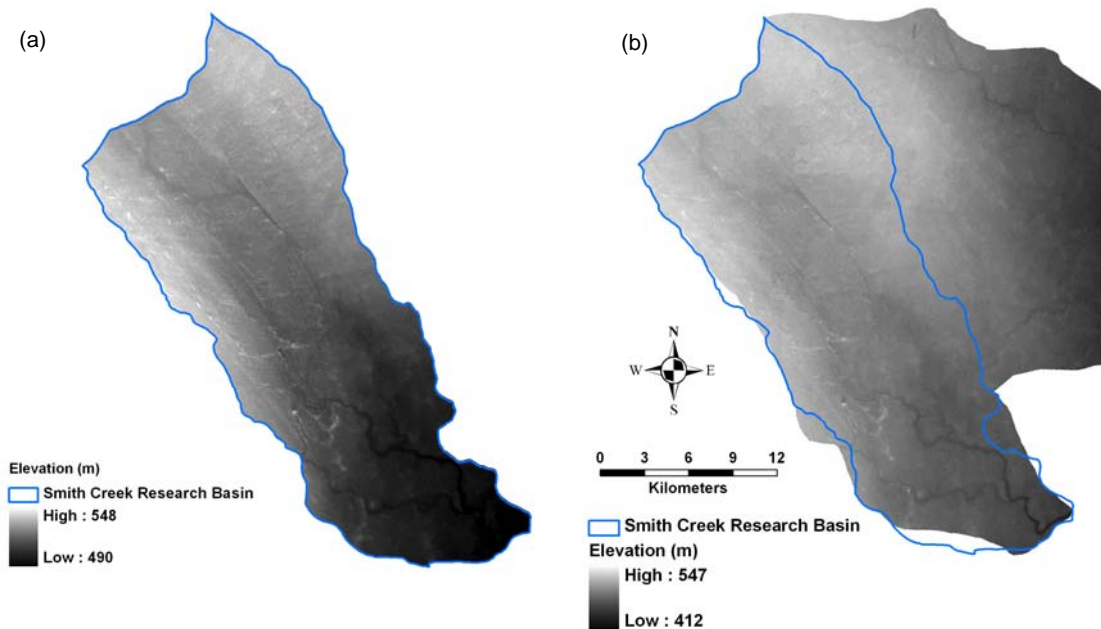 (a)
Elevation (m)
Smith Creek Research Basin
High : 548
Low : 490
(b)
N
W E
S
0 3 6 9 12
Kilometers
Smith Creek Research Basin
Elevation (m)
High : 547
Low : 412